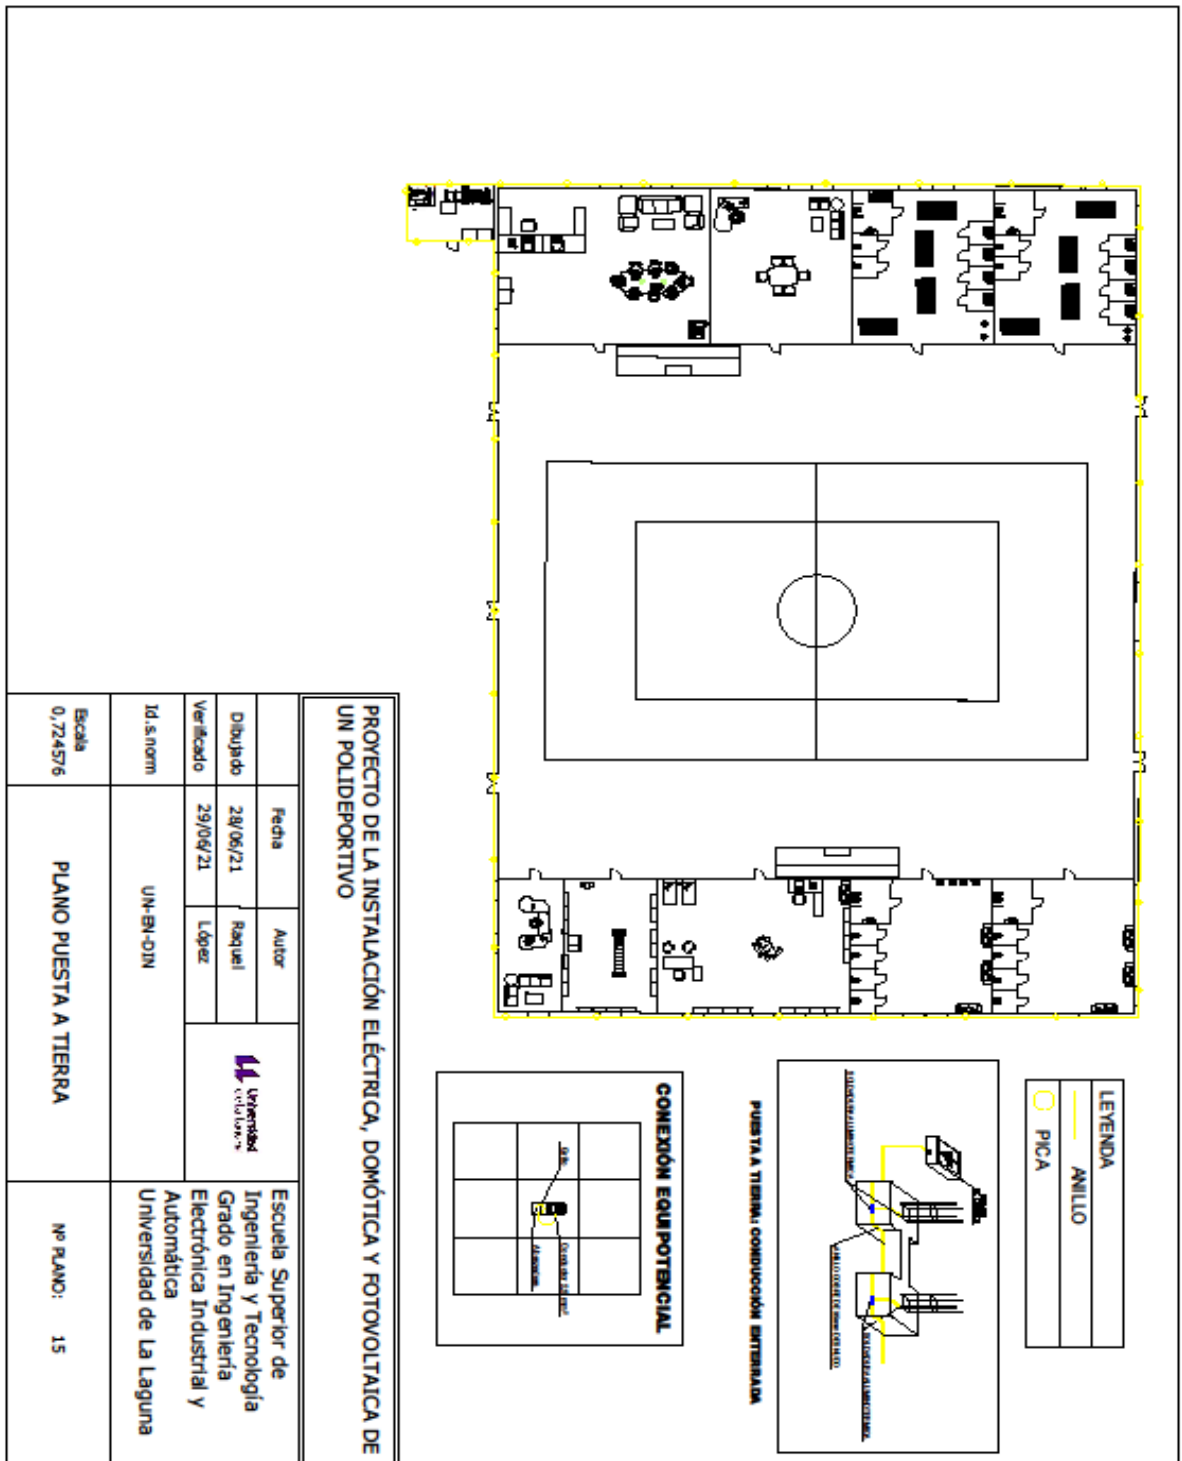 LEYENDA
ANILLO
PICA
PUESTA A TIERRA: CONDUCCIÓN ENTERRADA
CONEXIÓN EQUIPOTENCIAL
PROYECTO DE LA INSTALACIÓN ELÉCTRICA, DOMÓTICA Y FOTOVOLTAICA DE
UN POLIDEPORTIVO
Fecha
Autor
Dibujado
28/06/21
Raquel
Verificado
29/06/21
López
Id.s.norm
UN-EN-DIN
Universidad
Escuela Superior de
Ingeniería y Tecnología
Grado en Ingeniería
Electrónica Industrial y
Automática
Universidad de La Laguna
Escala
0,724576
PLANO PUESTA A TIERRA
Nº PLANO: 15